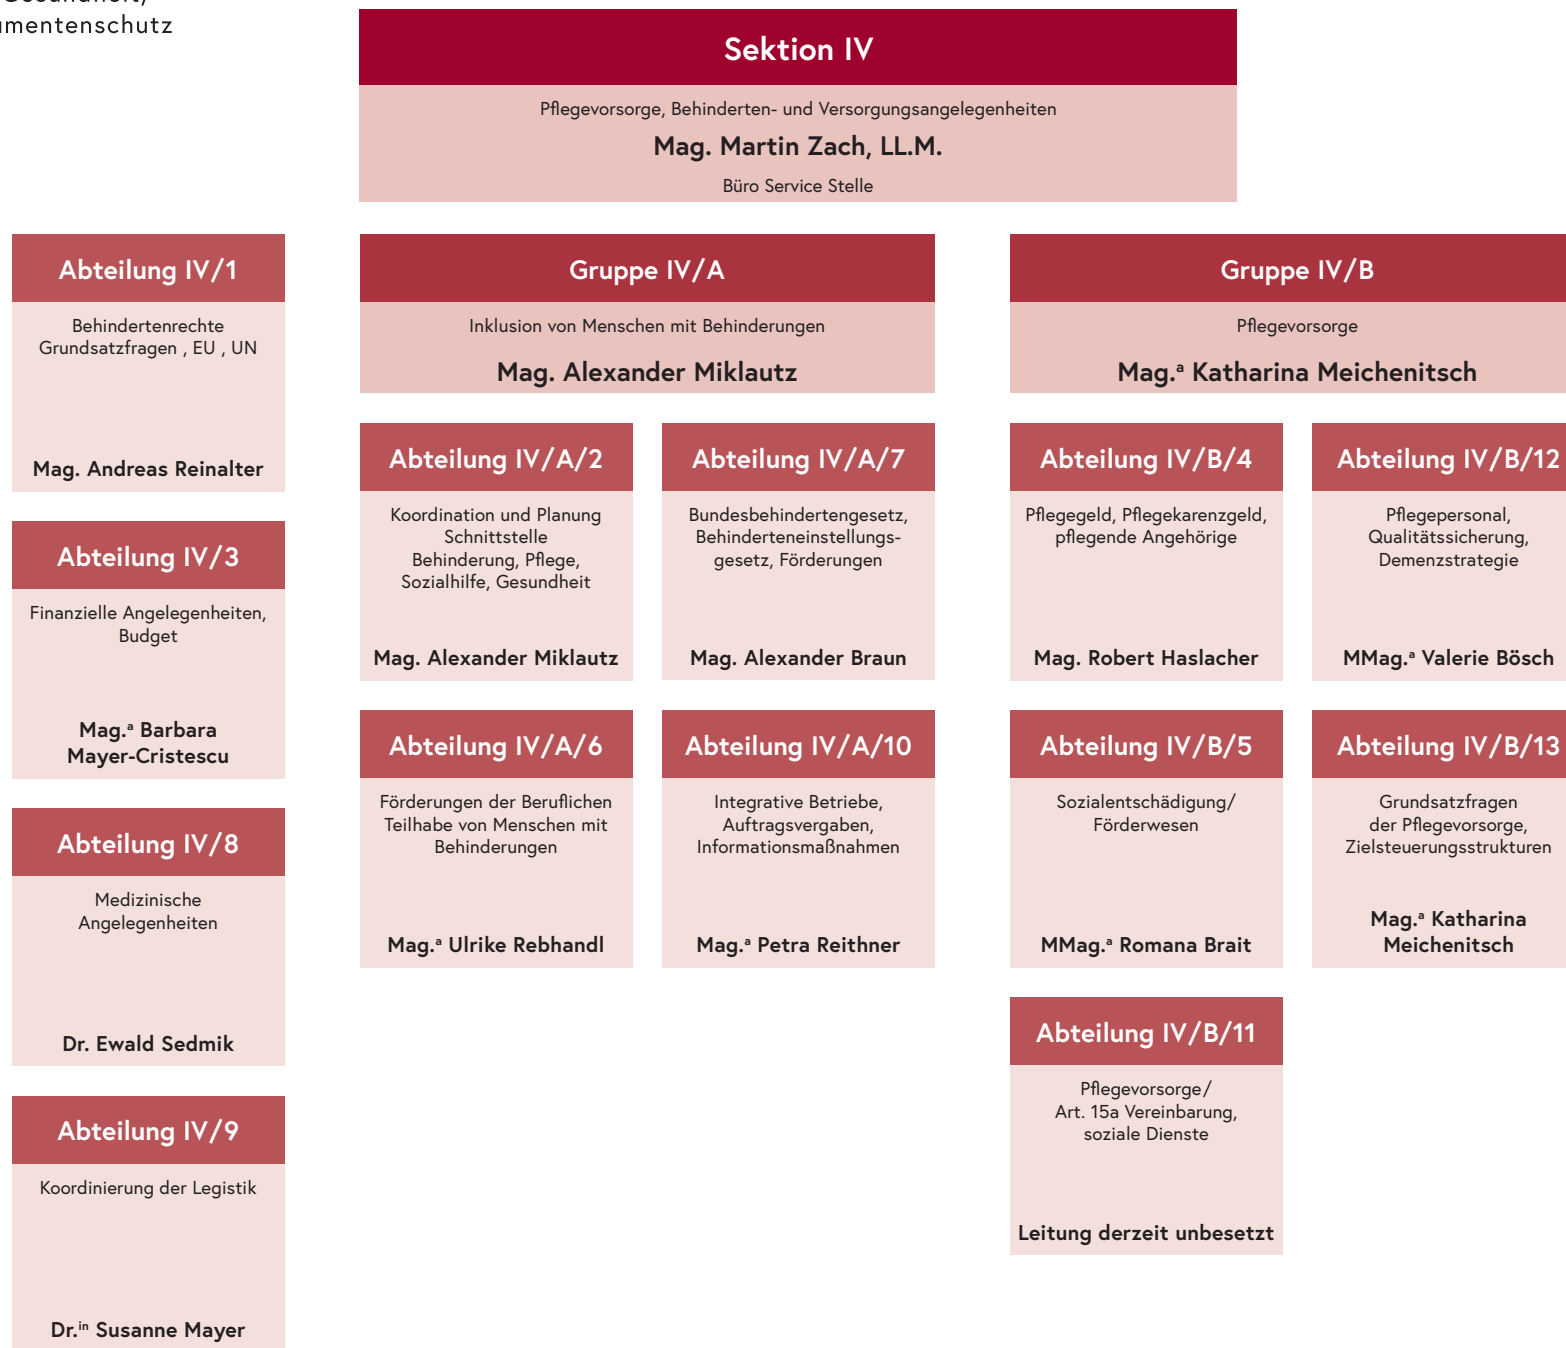 Sektion IV
Pflegevorsorge, Behinderten- und Versorgungsangelegenheiten
Mag. Martin Zach, LL.M.
Büro Service Stelle
Abteilung IV/1
Behindertenrechte
Grundsatzfragen , EU , UN
Mag. Andreas Reinalter
Abteilung IV/3
Finanzielle Angelegenheiten,
Budget
Mag.ª Barbara
Mayer-Cristescu
Abteilung IV/8
Medizinische
Angelegenheiten
Dr. Ewald Sedmik
Abteilung IV/9
Koordinierung der Legistik
Dr.ⁱⁿ Susanne Mayer
Gruppe IV/A
Inklusion von Menschen mit Behinderungen
Mag. Alexander Miklautz
Abteilung IV/A/2
Koordination und Planung
Schnittstelle
Behinderung, Pflege,
Sozialhilfe, Gesundheit
Mag. Alexander Miklautz
Abteilung IV/A/7
Bundesbehindertengesetz,
Behinderteneinstellungs-
gesetz, Förderungen
Mag. Alexander Braun
Abteilung IV/A/6
Förderungen der Beruflichen
Teilhabe von Menschen mit
Behinderungen
Mag.ª Ulrike Rebhandl
Abteilung IV/A/10
Integrative Betriebe,
Auftragsvergaben,
Informationsmaßnahmen
Mag.ª Petra Reithner
Gruppe IV/B
Pflegevorsorge
Mag.ª Katharina Meichenitsch
Abteilung IV/B/4
Pflegegeld, Pflegekarenzgeld,
pflegende Angehörige
Mag. Robert Haslacher
Abteilung IV/B/12
Pflegepersonal,
Qualitätssicherung,
Demenzstrategie
MMag.ª Valerie Bösch
Abteilung IV/B/5
Sozialentschädigung/
Förderwesen
MMag.ª Romana Brait
Abteilung IV/B/13
Grundsatzfragen
der Pflegevorsorge,
Zielsteuerungsstrukturen
Mag.ª Katharina
Meichenitsch
Abteilung IV/B/11
Pflegevorsorge/
Art. 15a Vereinbarung,
soziale Dienste
Leitung derzeit unbesetzt